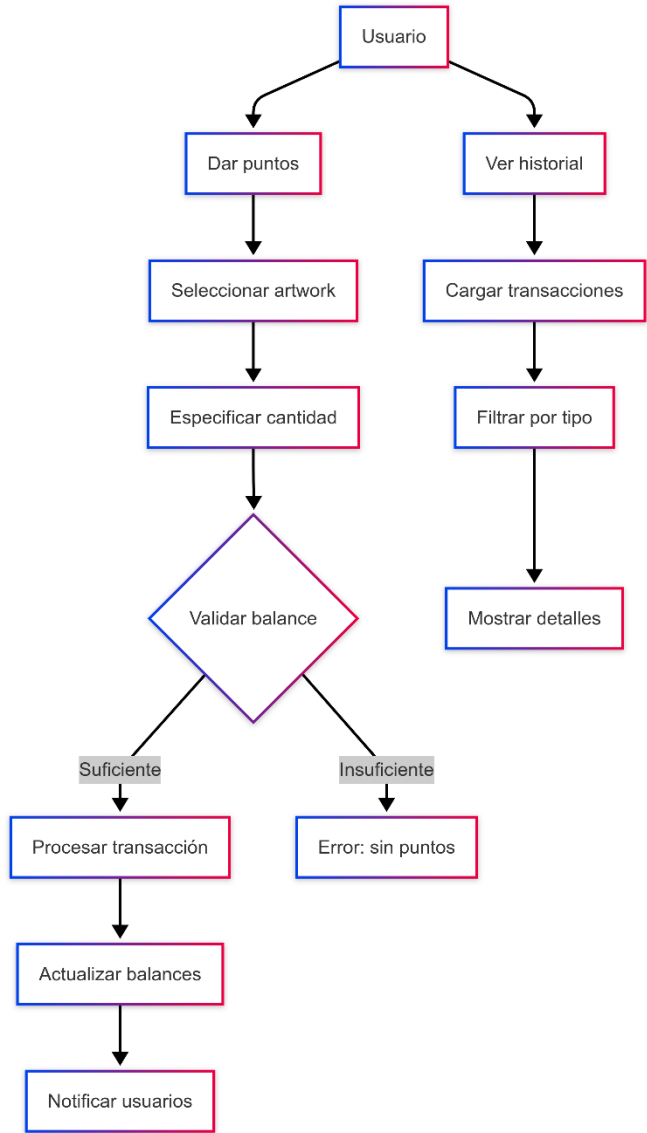 Usuario
Dar puntos
Ver historial
Seleccionar artwork
Cargar transacciones
Especificar cantidad
Filtrar por tipo
Validar balance
Mostrar detalles
Suficiente
Insuficiente
Procesar transacción
Error: sin puntos
Actualizar balances
Notificar usuarios